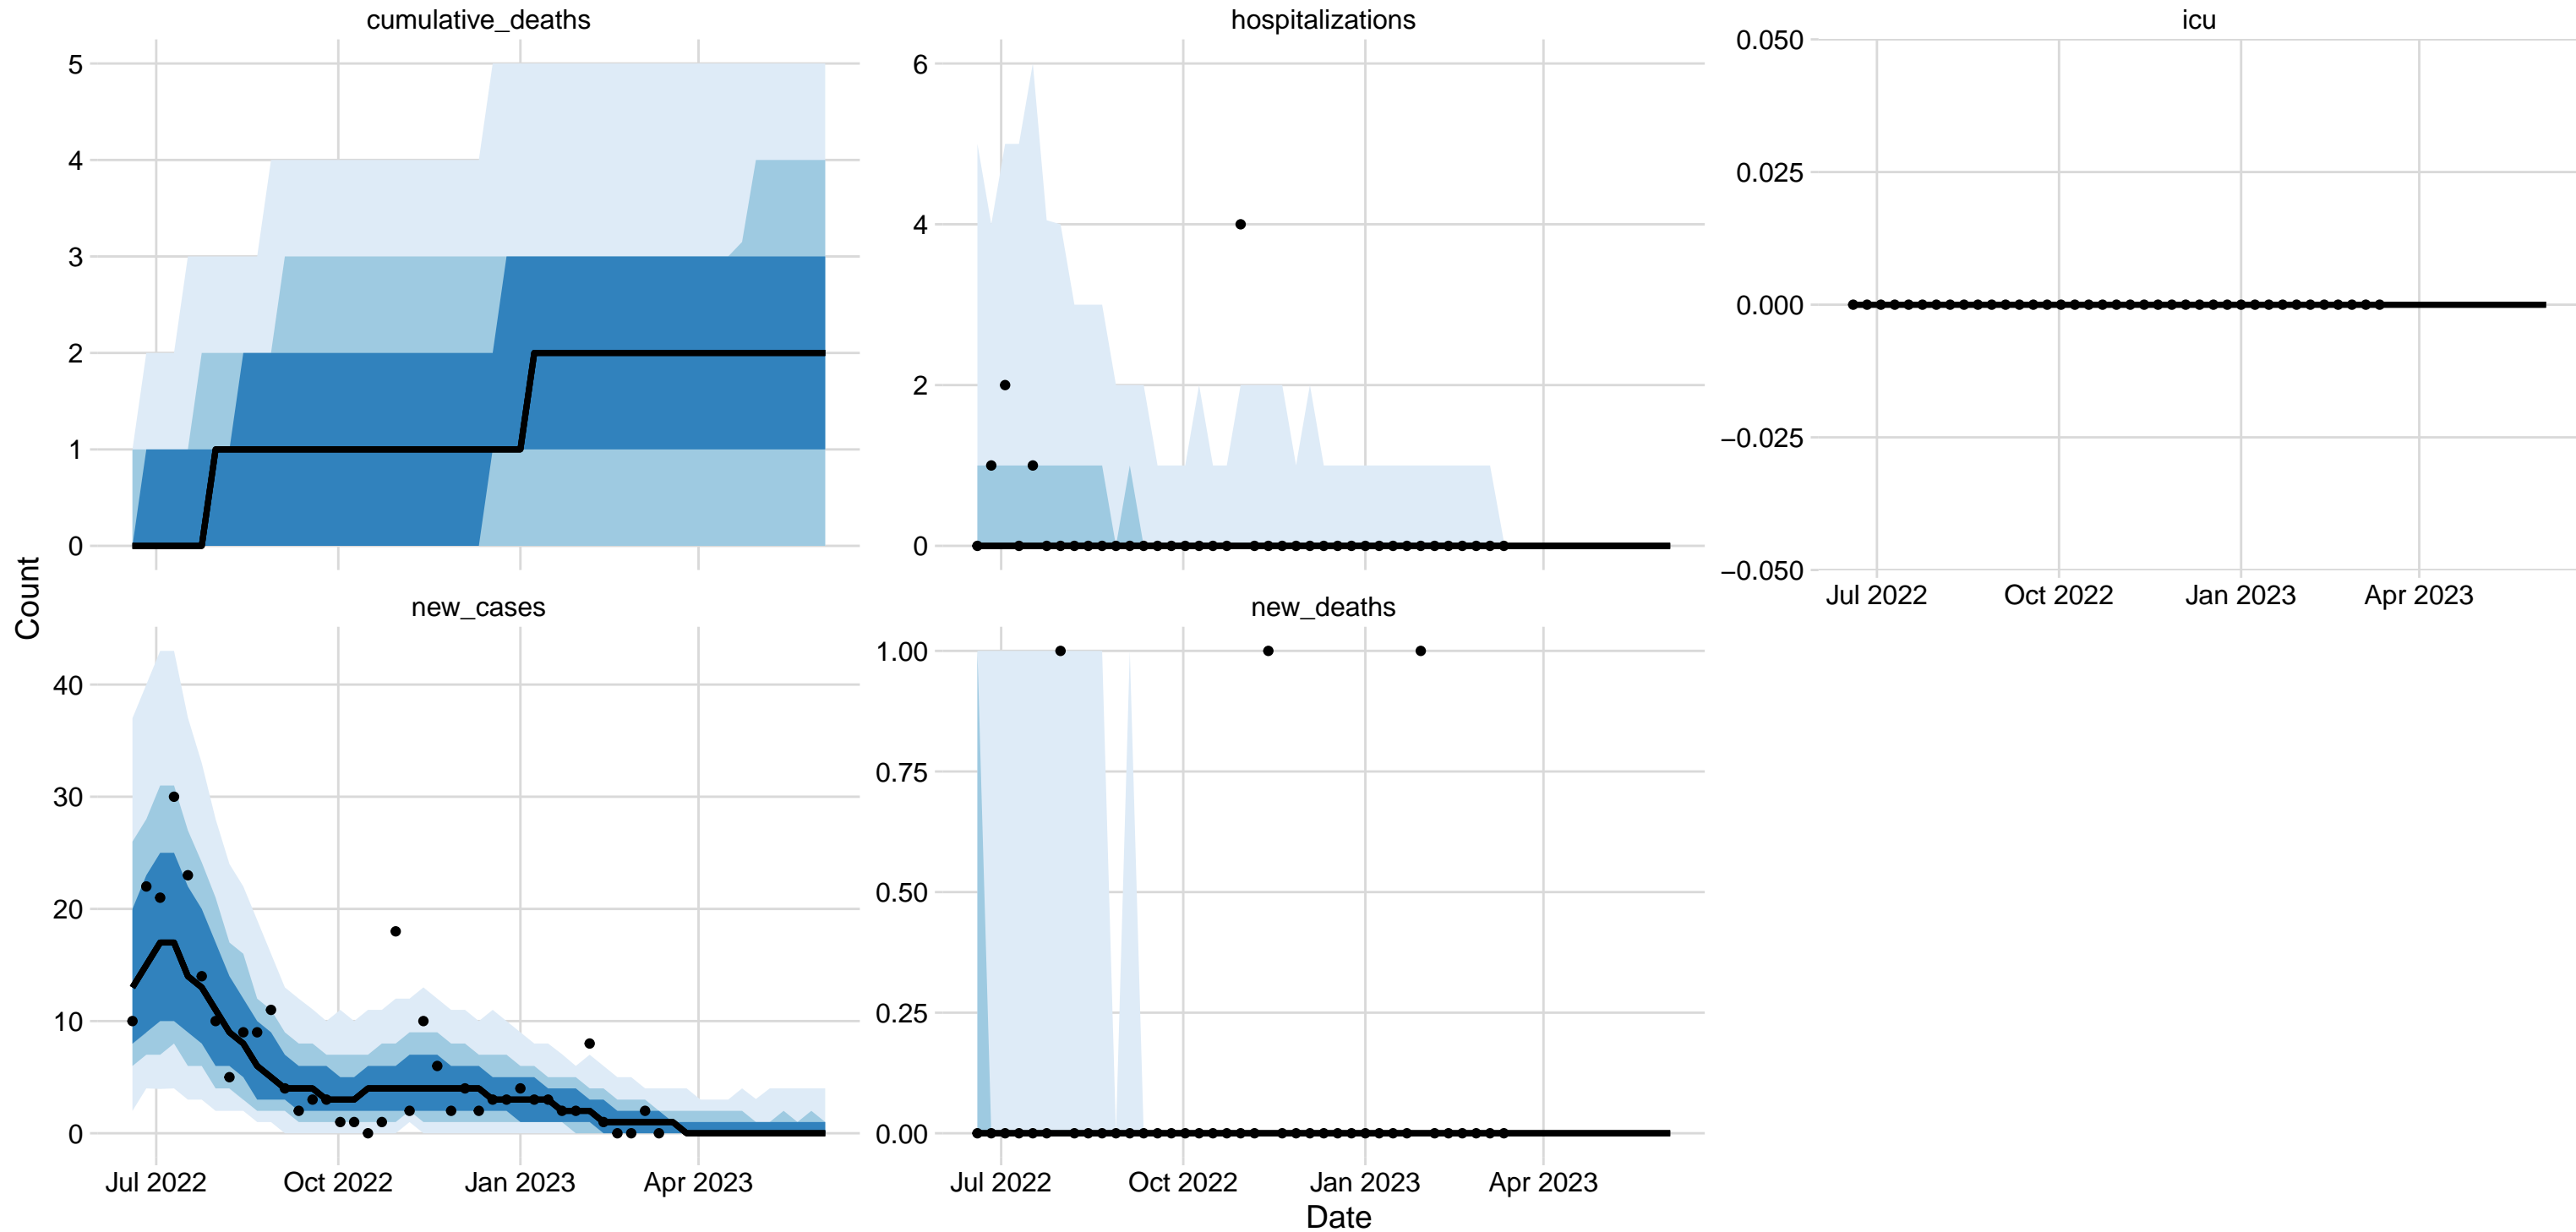 cumulative_deaths
hospitalizations
icu
5
4
3
2
1
0
6
4
2
0
0.050
0.025
0.000
−0.025
−0.050
Jul 2022 Oct 2022 Jan 2023 Apr 2023
Count
new_cases
new_deaths
40
30
20
10
0
1.00
0.75
0.50
0.25
0.00
Jul 2022 Oct 2022 Jan 2023 Apr 2023
Jul 2022 Oct 2022 Jan 2023 Apr 2023
Date